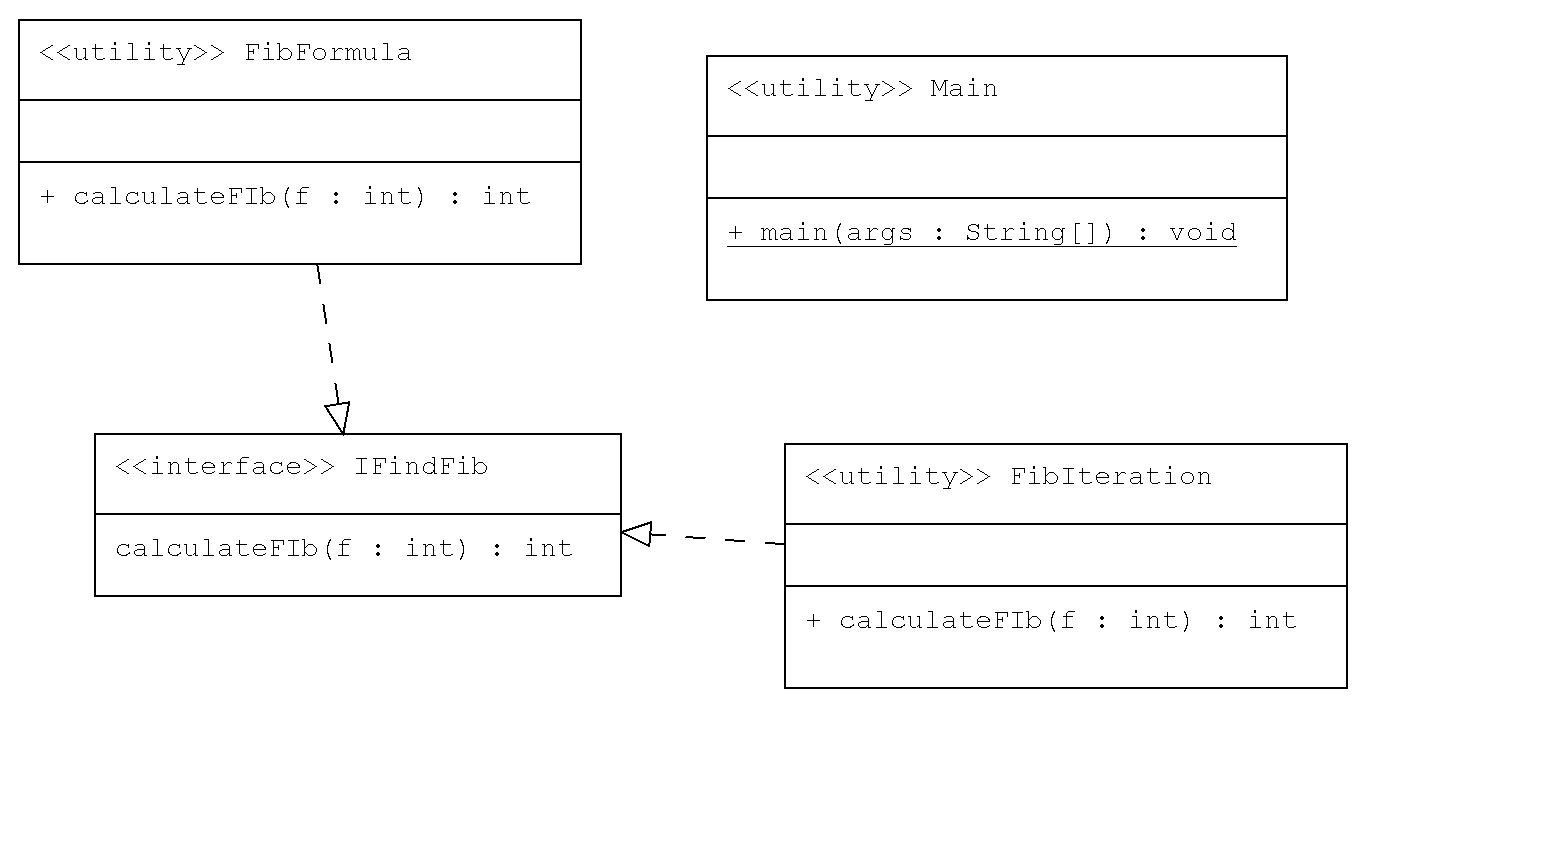 <<utility>> FibFormula
+ calculateFIb(f : int) : int
<<utility>> Main
+ main(args : String[]) : void
<<interface>> IFindFib
calculateFIb(f : int) : int
<<utility>> FibIteration
+ calculateFIb(f : int) : int